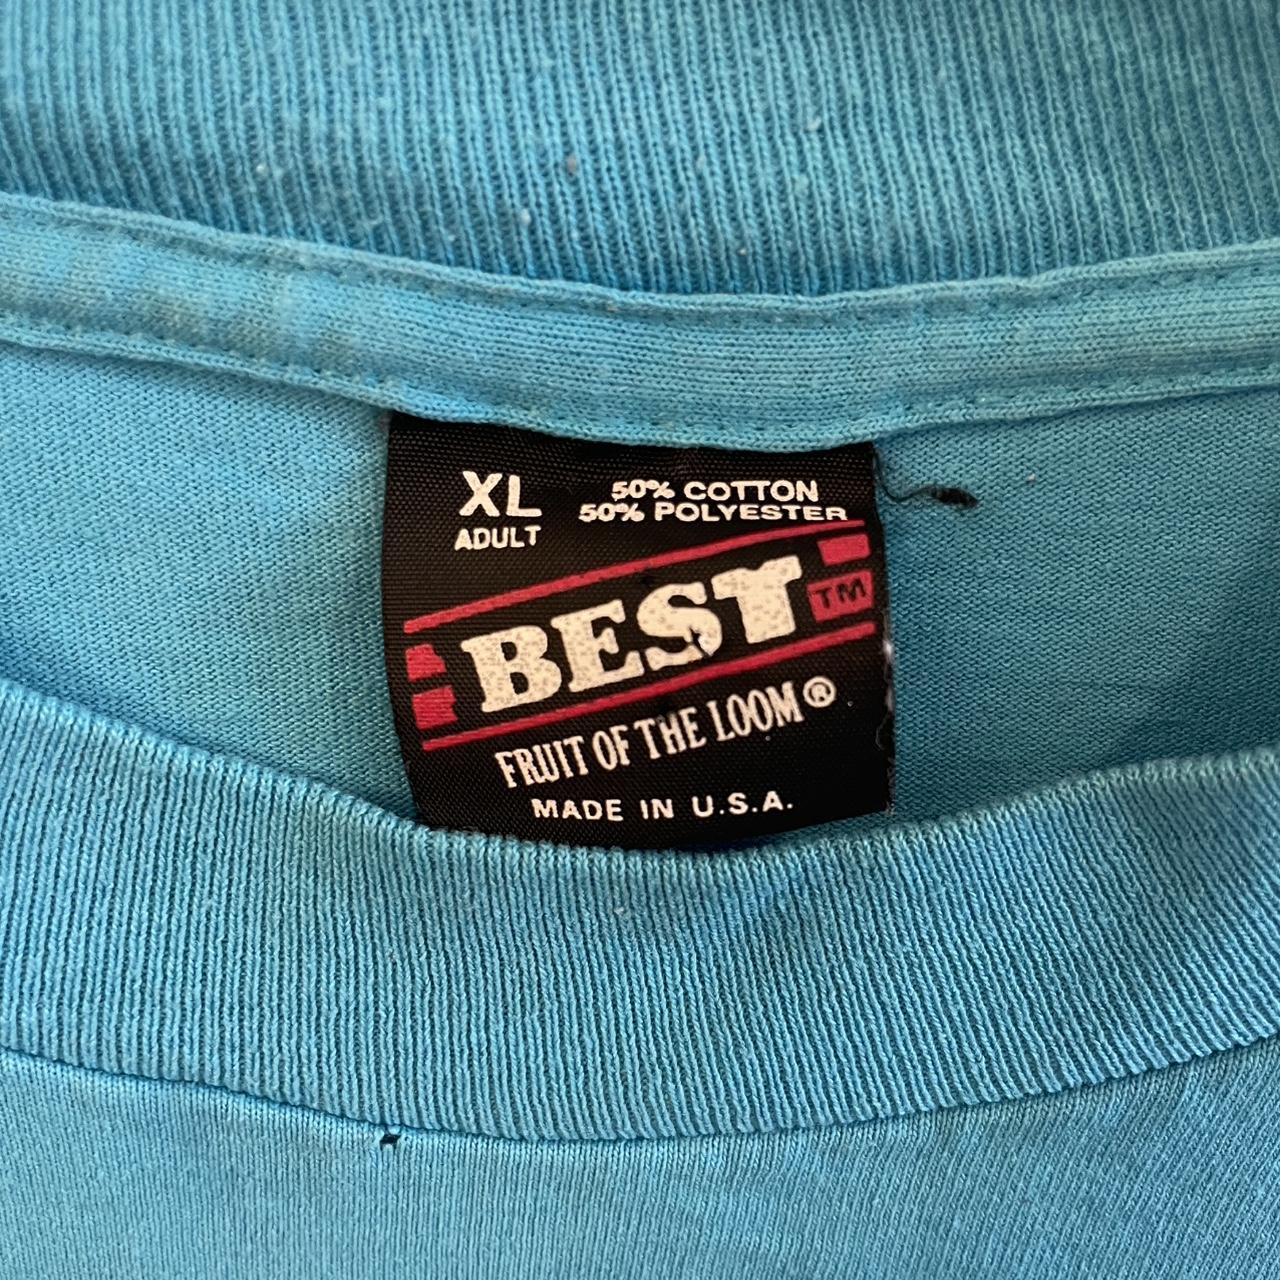 XL
ADULT
50% COTTON
50% POLYESTER
BEST TM
FRUIT OF THE LOOM®
MADE IN U.S.A.